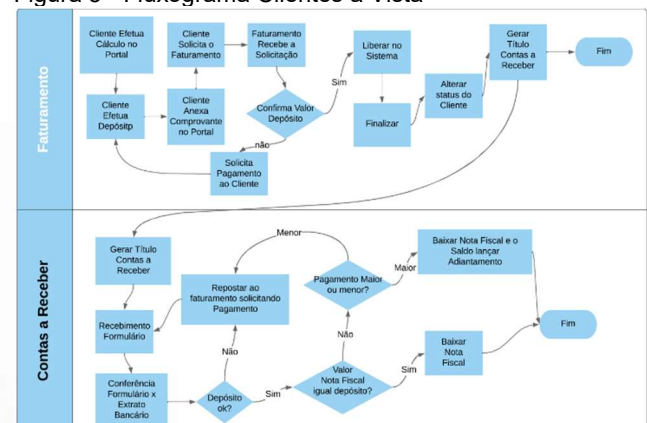 Figura 8 - Fluxograma Clientes à Vista
Faturamento
Cliente Efetua
Cálculo no
Portal
Cliente
Solicita o
Faturamento
Faturamento
Recebe a
Solicitação
Liberar no
Sistema
Gerar
Título
Contas a
Receber
Fim
Sim
Cliente
Efetua
Depósitp
Cliente
Anexa
Comprovante
no Portal
Confirma Valor
Depósito
Finalizar
Alterar
status do
Cliente
não
Solicita
Pagamento
ao Cliente
Contas a Receber
Gerar Título
Contas a
Receber
Menor
Repostar ao
faturamento solicitando
Pagamento
Pagamento Maior
ou menor?
Maior
Baixar Nota Fiscal e o
Saldo lançar
Adiantamento
Recebimento
Formulário
Não
Não
Fim
Conferência
Formulário x
Extrato
Bancário
Depósito
ok?
Sim
Valor
Nota Fiscal
igual depósito?
Sim
Baixar
Nota
Fiscal